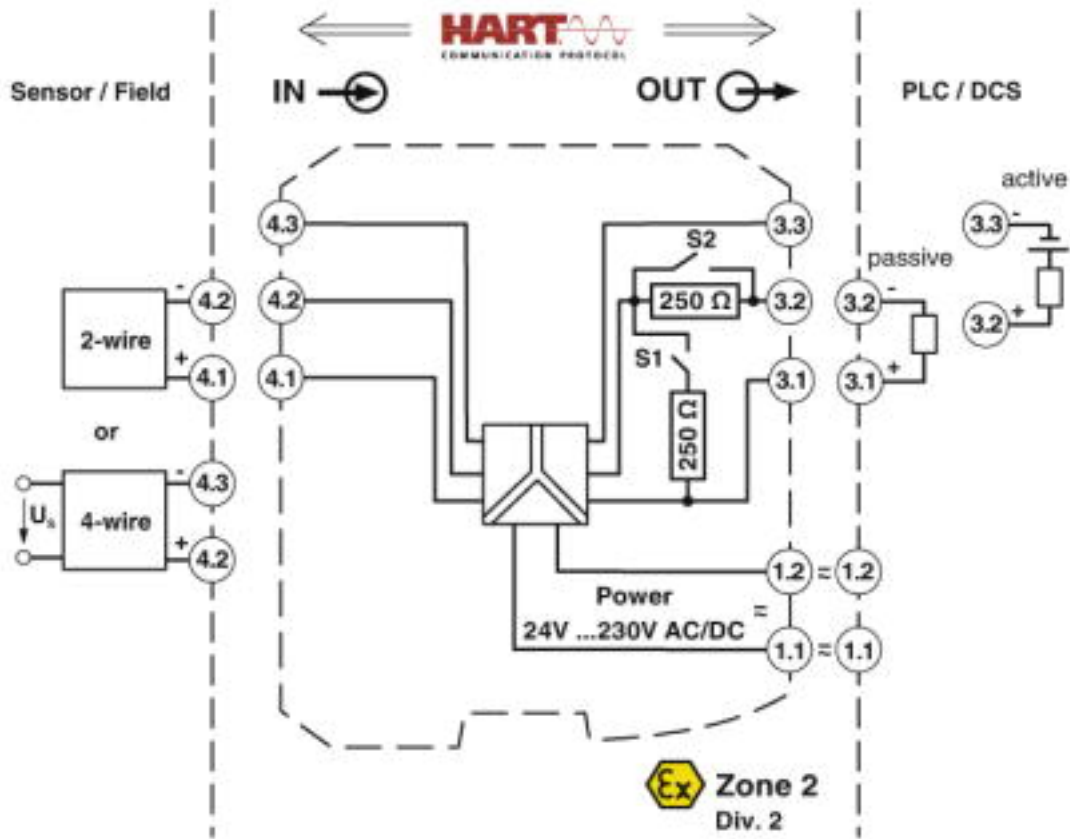 HART
COMMUNICATION PROTOCOL
Sensor / Field
IN
OUT
PLC / DCS
active
4.3
3.3
3.3 -
S2
passive
- 4.2
4.2
250 Ω
3.2
3.2 -
3.2 +
2-wire
+ 4.1
4.1
S1
3.1
3.1 +
250 Ω
or
- 4.3
Us
4-wire
+ 4.2
1.2 ≈ 1.2
Power
≈
24V ...230V AC/DC
1.1 ≈ 1.1
Ex
Zone 2
Div. 2